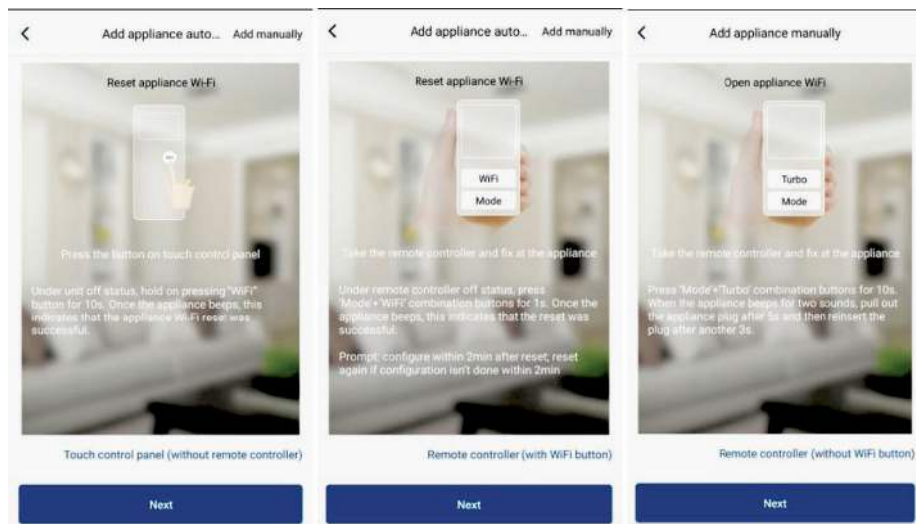 Add appliance auto... Add manually
Reset appliance Wi-Fi
Press the button on touch control panel
Under unit off status, hold on pressing "WiFi"
button for 10s. Once the appliance beeps, this
indicates that the appliance Wi-Fi reset was
successful.
Touch control panel (without remote controller)
Next
Add appliance auto... Add manually
Reset appliance Wi-Fi
WiFi
Mode
Take the remote controller and fix at the appliance
Under remote controller off status, press
"Mode"+"WiFi" combination buttons for 1s. Once the
appliance beeps, this indicates that the reset was
successful.
Prompt: configure within 2min after reset; reset
again if configuration isn't done within 2min
Remote controller (with WiFi button)
Next
Add appliance manually
Open appliance WiFi
Turbo
Mode
Take the remote controller and fix at the appliance
Press "Mode"+"Turbo" combination buttons for 10s.
When the appliance beeps for two sounds, pull out
the appliance plug after 5s and then reinsert the
plug after another 3s.
Remote controller (without WiFi button)
Next